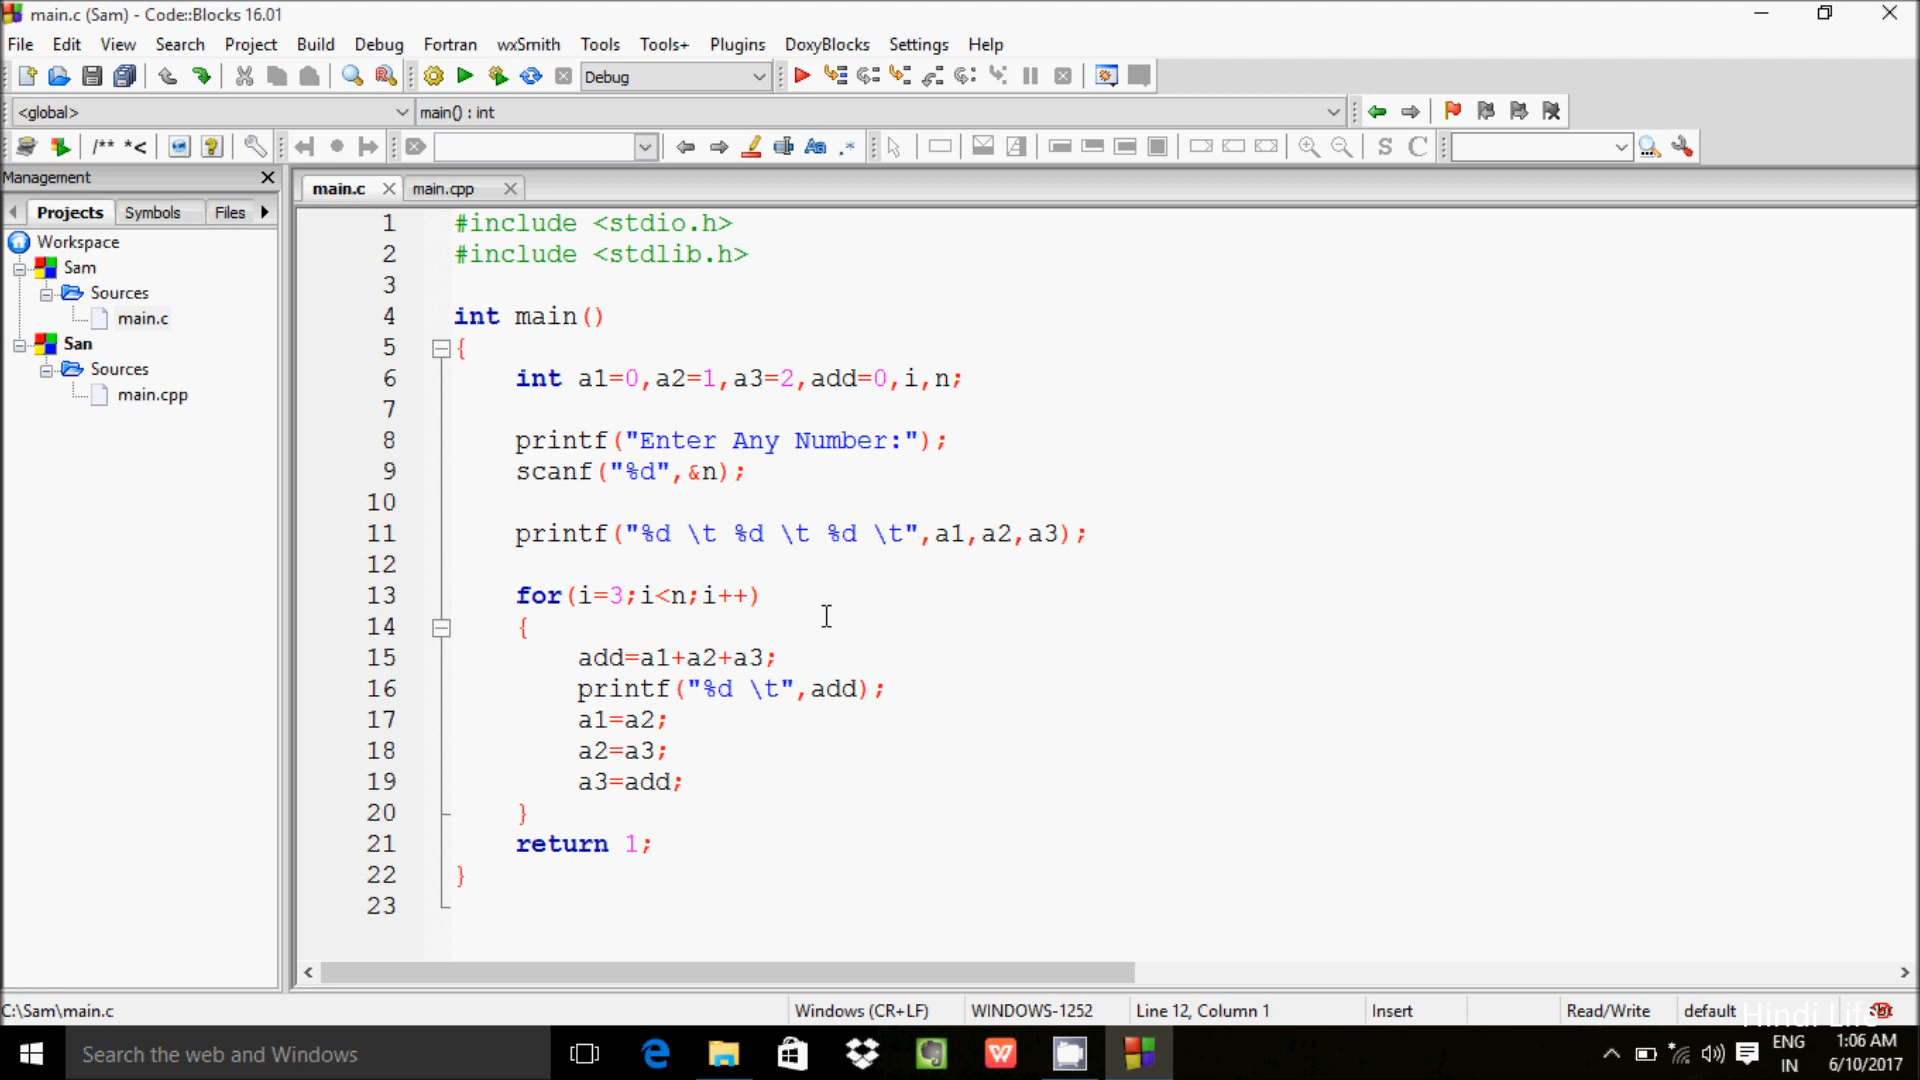 main.c (Sam) - Code::Blocks 16.01
File Edit View Search Project Build Debug Fortran wxSmith Tools Tools+ Plugins DoxyBlocks Settings Help
Debug
<global> main() : int
/** *<
Management
Projects Symbols Files
main.c main.cpp
Workspace
Sam
Sources
main.c
San
Sources
main.cpp
1 #include <stdio.h>
2 #include <stdlib.h>
3
4 int main()
5 {
6 int a1=0,a2=1,a3=2,add=0,i,n;
7
8 printf("Enter Any Number:");
9 scanf("%d",&n);
10
11 printf("%d \t %d \t %d \t",a1,a2,a3);
12
13 for(i=3;i<n;i++)
14 {
15 add=a1+a2+a3;
16 printf("%d \t",add);
17 a1=a2;
18 a2=a3;
19 a3=add;
20 }
21 return 1;
22 }
23
C:\Sam\main.c Windows (CR+LF) WINDOWS-1252 Line 12, Column 1 Insert Read/Write default
Hindi Life
Search the web and Windows
ENG
IN
1:06 AM
6/10/2017